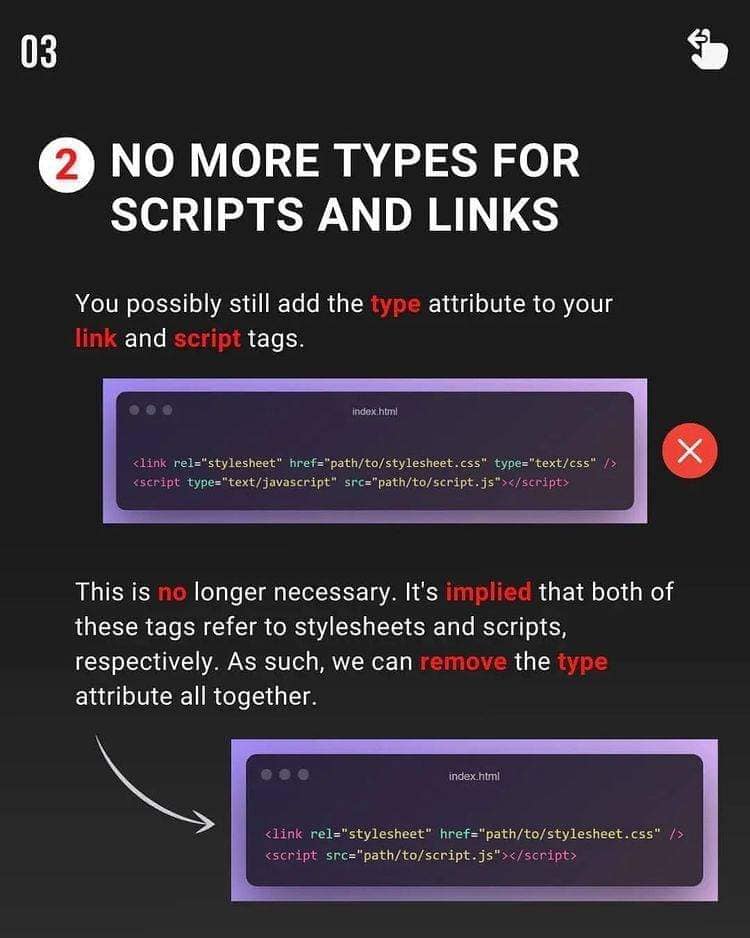 03
2 NO MORE TYPES FOR
SCRIPTS AND LINKS
You possibly still add the type attribute to your
link and script tags.
index.html
<link rel="stylesheet" href="path/to/stylesheet.css" type="text/css" />
<script type="text/javascript" src="path/to/script.js"></script>
This is no longer necessary. It's implied that both of
these tags refer to stylesheets and scripts,
respectively. As such, we can remove the type
attribute all together.
index.html
<link rel="stylesheet" href="path/to/stylesheet.css" />
<script src="path/to/script.js"></script>